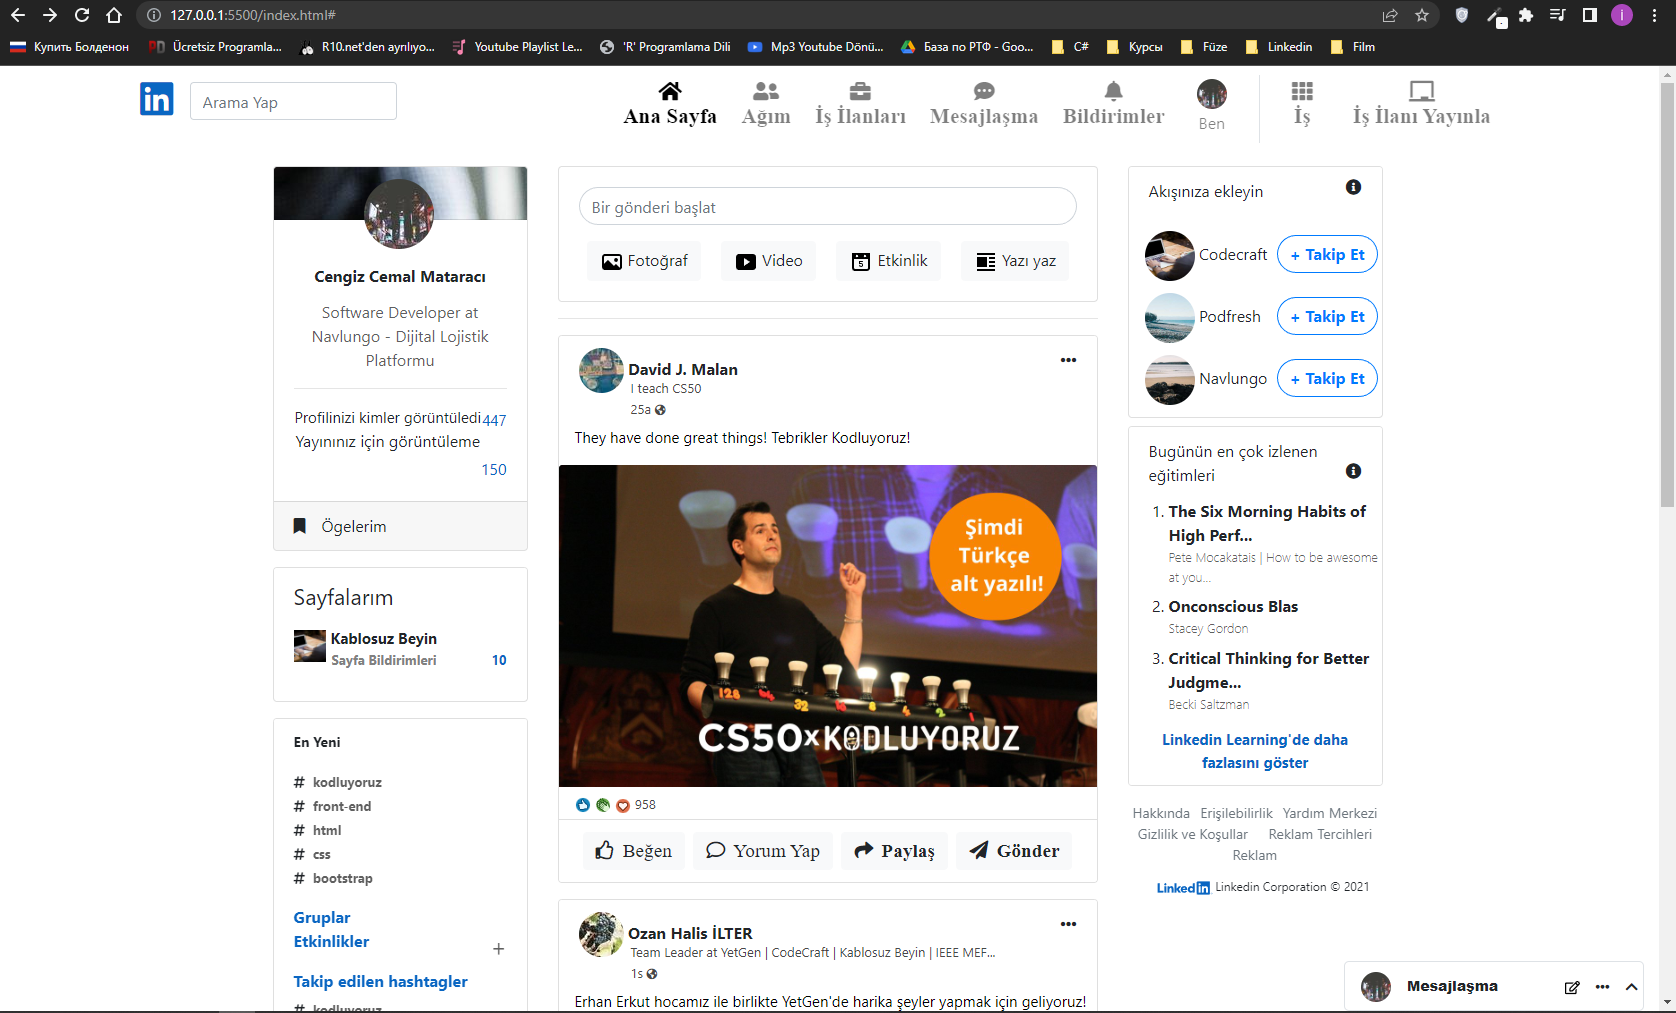 127.0.0.1:5500/index.html#
Купить Болденон
Ücretsiz Programla...
R10.net'den ayrılıyo...
Youtube Playlist Le...
'R' Programlama Dili
Mp3 Youtube Dönü...
База по РТФ - Goo...
C#
Курсы
Füze
Linkedin
Film
in
Arama Yap
Ana Sayfa
Ağım
İş İlanları
Mesajlaşma
Bildirimler
Ben
İş
İş İlanı Yayınla
Cengiz Cemal Mataracı
Software Developer at
Navlungo - Dijital Lojistik
Platformu
Profilinizi kimler görüntüledi 447
Yayınınız için görüntüleme
150
Ögelerim
Sayfalarım
Kablosuz Beyin
Sayfa Bildirimleri 10
En Yeni
# kodluyoruz
# front-end
# html
# css
# bootstrap
Gruplar
Etkinlikler
+
Takip edilen hashtagler
# kodluyoruz
Bir gönderi başlat
Fotoğraf
Video
5 Etkinlik
Yazı yaz
David J. Malan
I teach CS50
25a
They have done great things! Tebrikler Kodluyoruz!
Şimdi
Türkçe
alt yazılı!
128 64 32 16 8 4 2 1
CS50xKODLUYORUZ
958
Beğen
Yorum Yap
Paylaş
Gönder
Ozan Halis İLTER
Team Leader at YetGen | CodeCraft | Kablosuz Beyin | IEEE MEF...
1s
Erhan Erkut hocamız ile birlikte YetGen'de harika şeyler yapmak için geliyoruz!
Akışınıza ekleyin
Codecraft + Takip Et
Podfresh + Takip Et
Navlungo + Takip Et
Bugünün en çok izlenen
eğitimleri
1. The Six Morning Habits of
High Perf...
Pete Mocakatais | How to be awesome
at you...
2. Onconscious Blas
Stacey Gordon
3. Critical Thinking for Better
Judgme...
Becki Saltzman
Linkedin Learning'de daha
fazlasını göster
Hakkında Erişilebilirlik Yardım Merkezi
Gizlilik ve Koşullar Reklam Tercihleri
Reklam
Linkedin Linkedin Corporation © 2021
Mesajlaşma